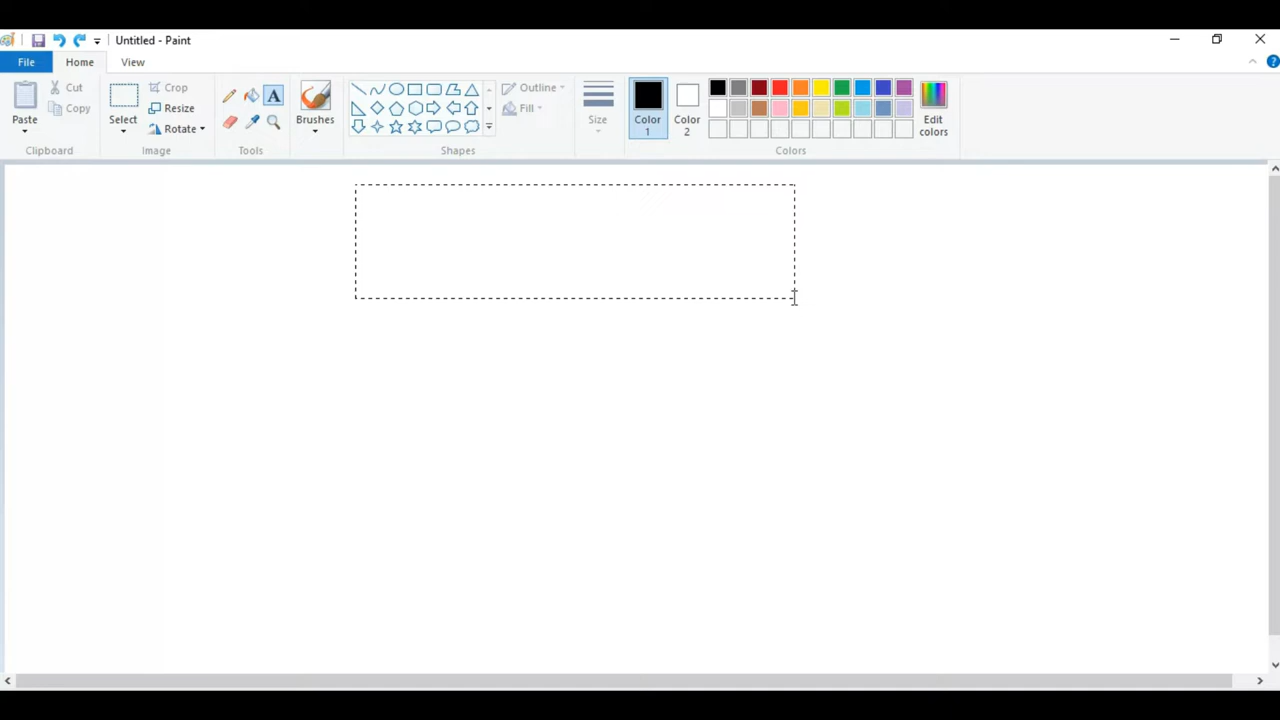 Untitled - Paint
File Home View
Paste
Cut
Copy
Clipboard
Select
Crop
Resize
Rotate
Image
A
Tools
Brushes
Shapes
Outline
Fill
Size
Color
1
Color
2
Edit
colors
Colors